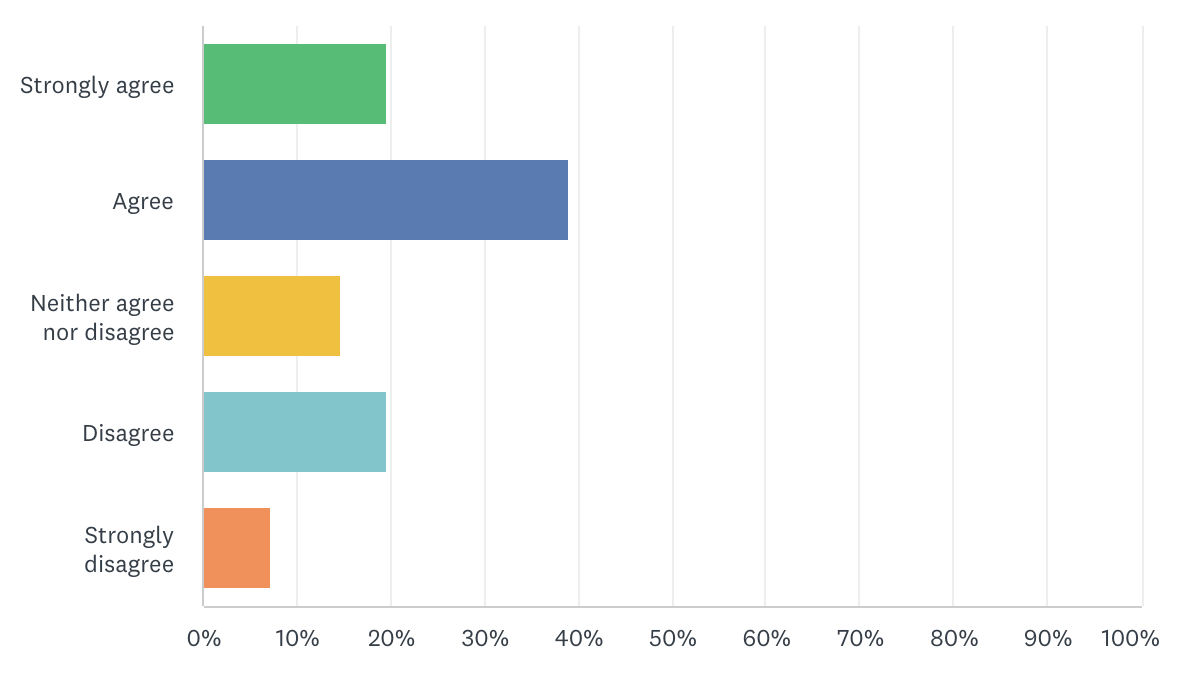 Strongly agree
Agree
Neither agree
nor disagree
Disagree
Strongly
disagree
0% 10% 20% 30% 40% 50% 60% 70% 80% 90% 100%